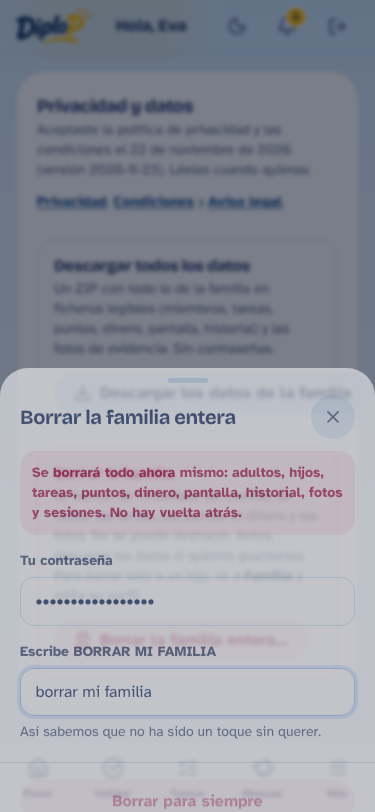 Diplo
Hola, Eva
Privacidad y datos
Aceptaste la política de privacidad y las
condiciones el 22 de noviembre de 2026
(versión 2026-11-23). Léelas cuando quieras:
Privacidad, Condiciones y Aviso legal.
Descargar todos los datos
Un ZIP con todo lo de la familia en
ficheros legibles (miembros, tareas,
puntos, dinero, pantalla, historial) y las
fotos de evidencia. Sin contraseñas.
Descargar los datos de la familia
Borrar la familia entera
Se borrará todo ahora mismo: adultos, hijos,
tareas, puntos, dinero, pantalla, historial, fotos
y sesiones. No hay vuelta atrás.
Tu contraseña
••••••••••••••••
Borrar la familia entera...
Escribe BORRAR MI FAMILIA
borrar mi familia
Así sabemos que no ha sido un toque sin querer.
Borrar para siempre